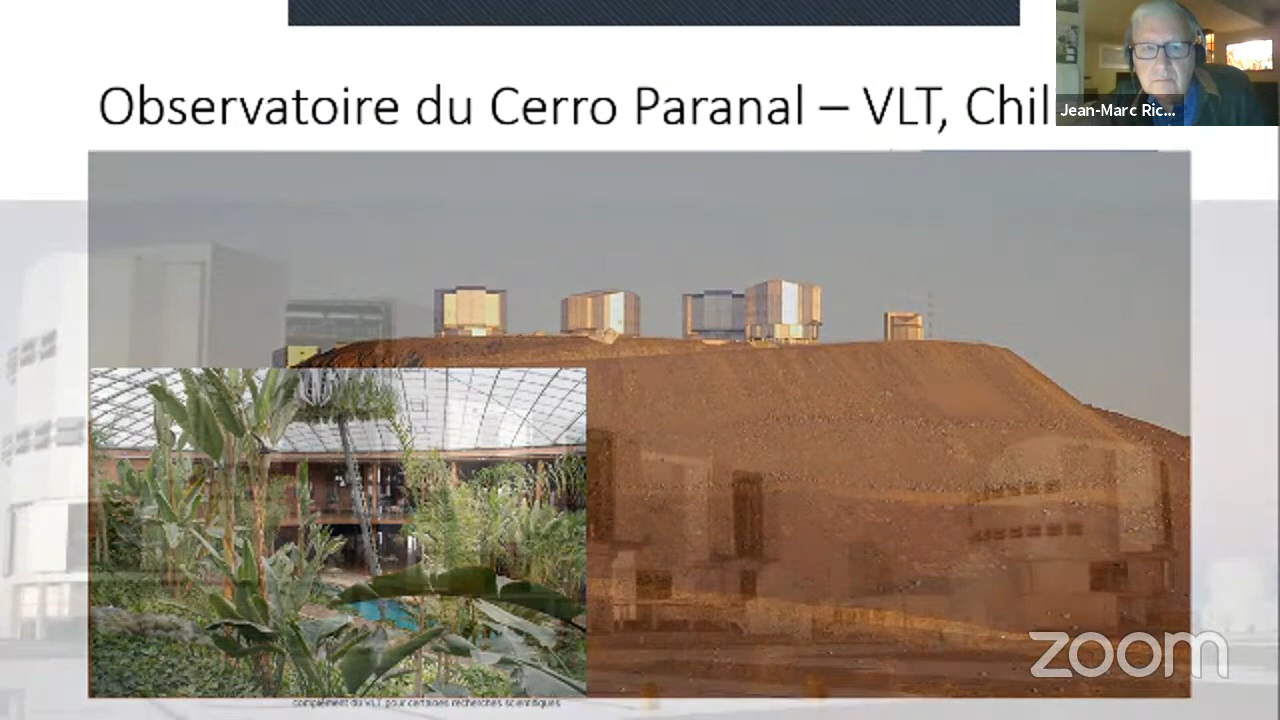 Observatoire du Cerro Paranal – VLT, Chil
Jean-Marc Ric...
complément du VLT pour certaines recherches scientifiques
zoom